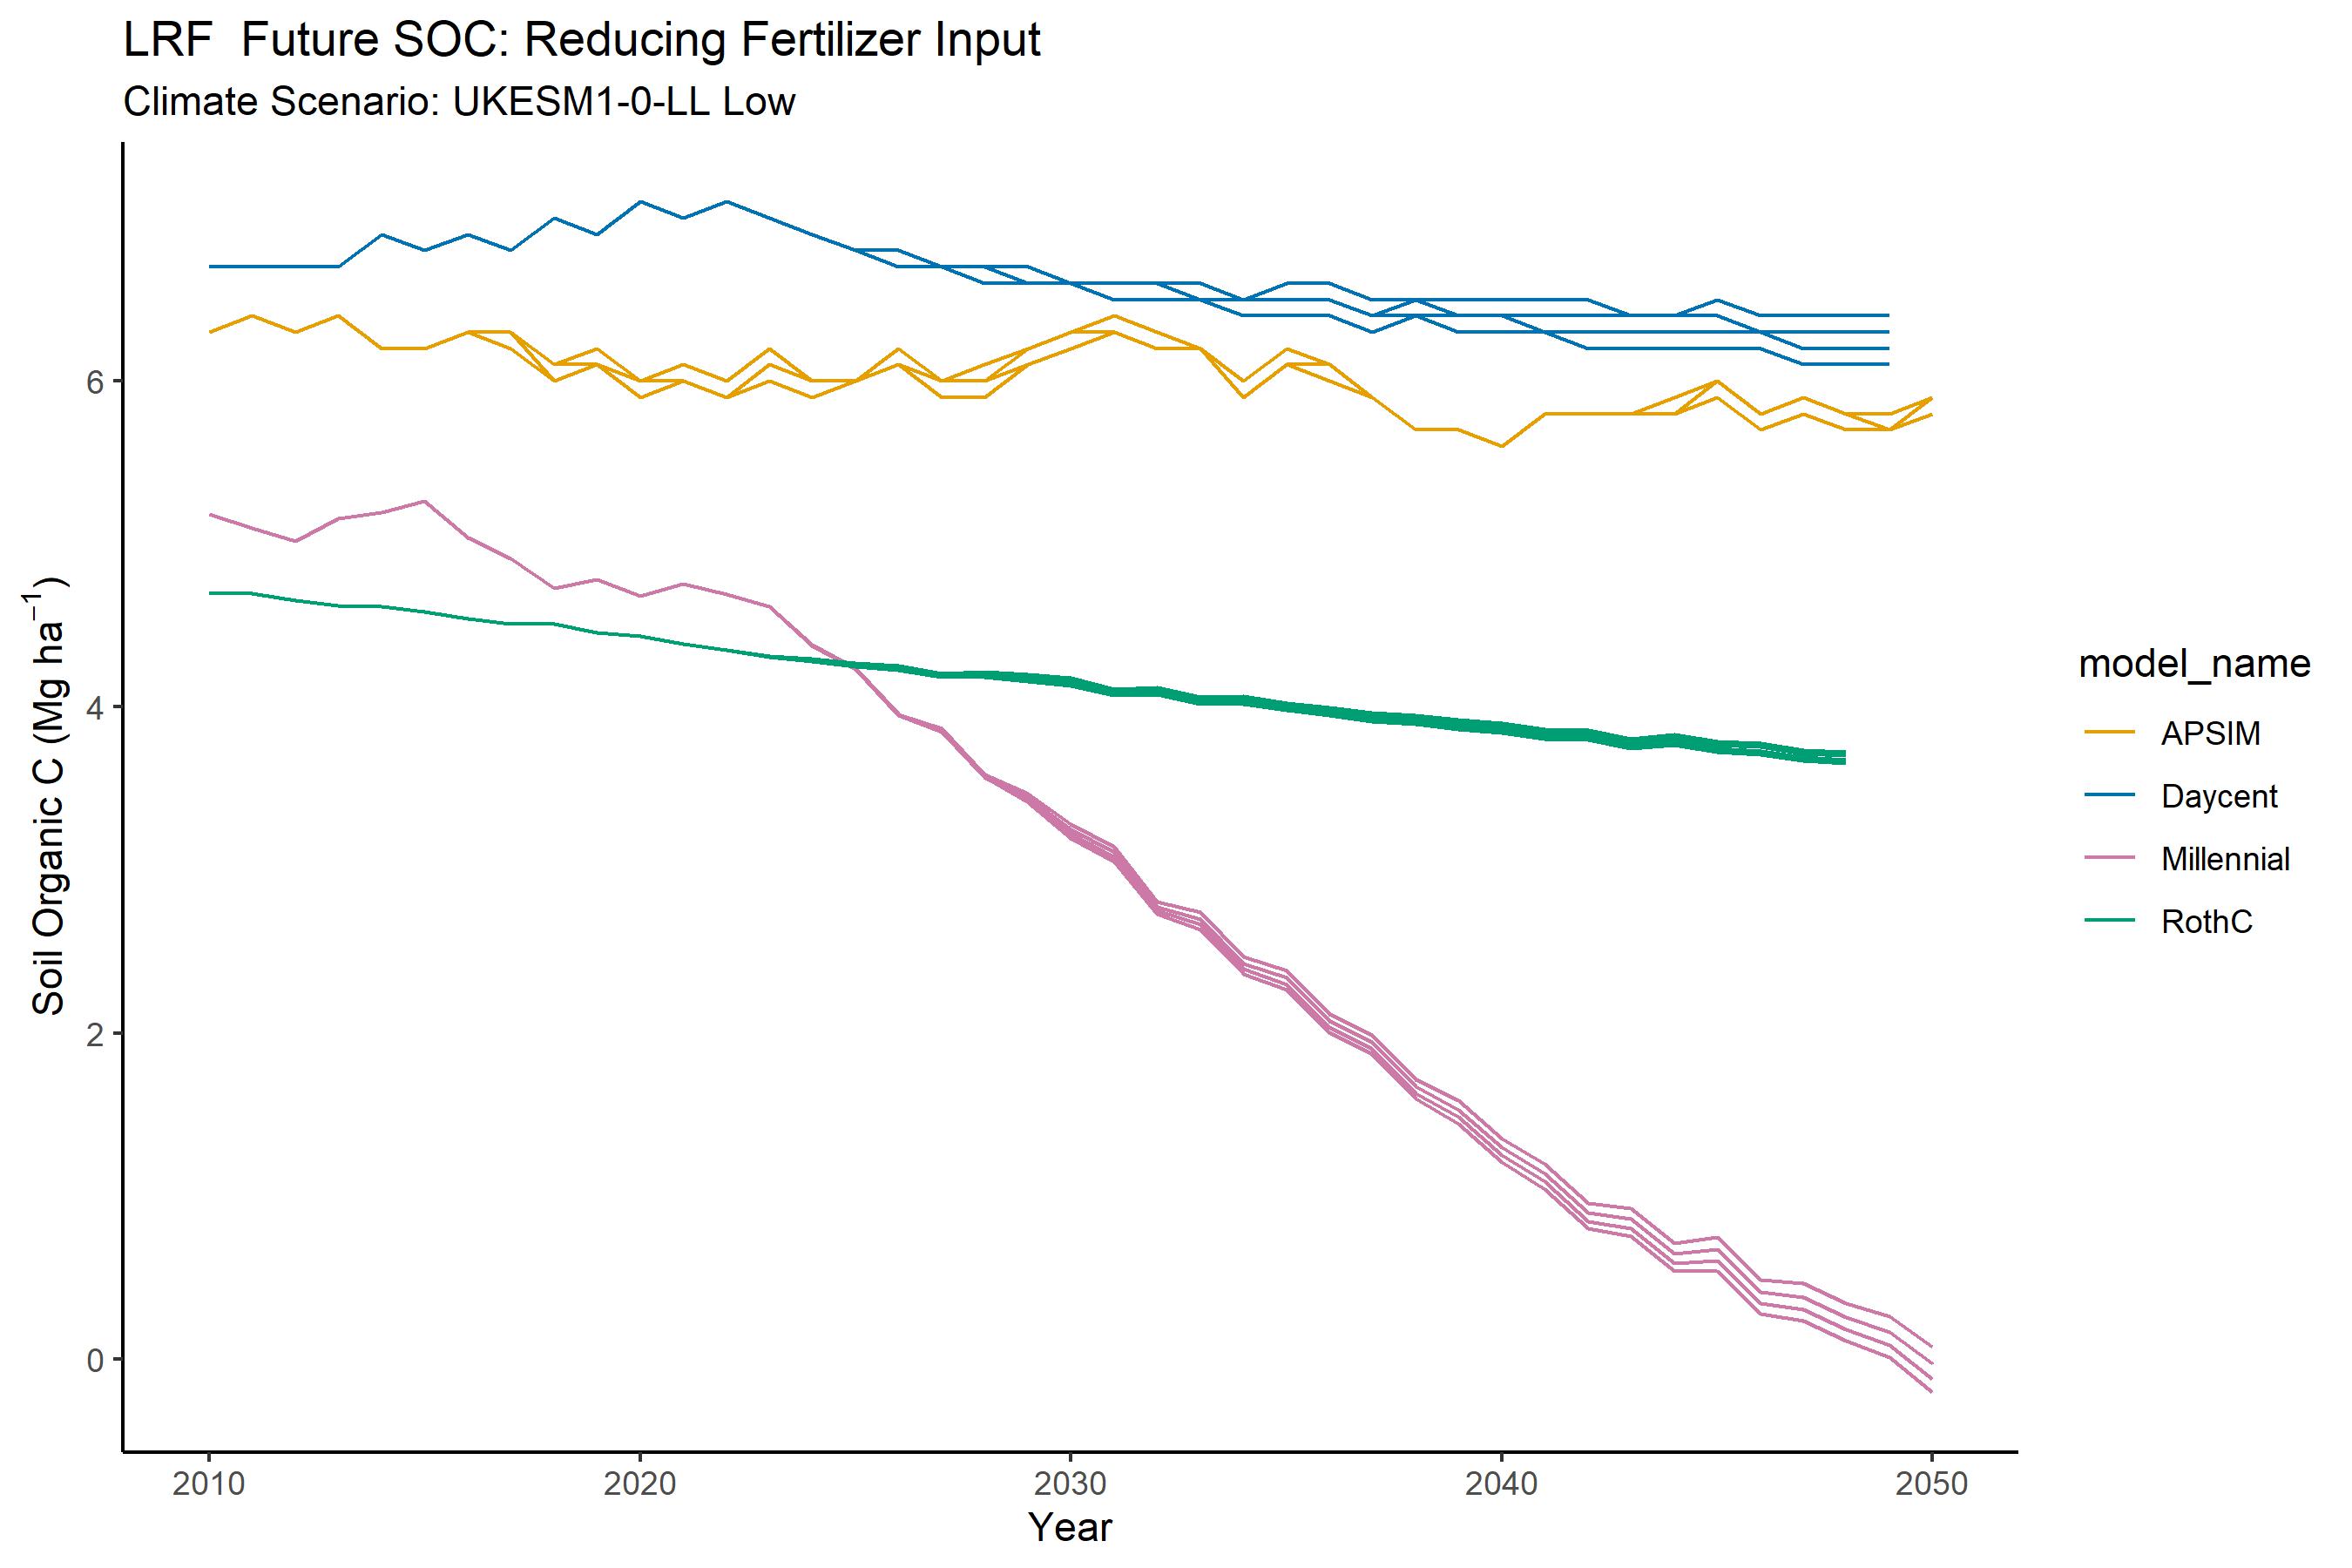 LRF  Future SOC: Reducing Fertilizer Input
Climate Scenario: UKESM1-0-LL Low
Soil Organic C (Mg ha⁻¹)
6
4
2
0
2010
2020
2030
2040
2050
Year
model_name
APSIM
Daycent
Millennial
RothC